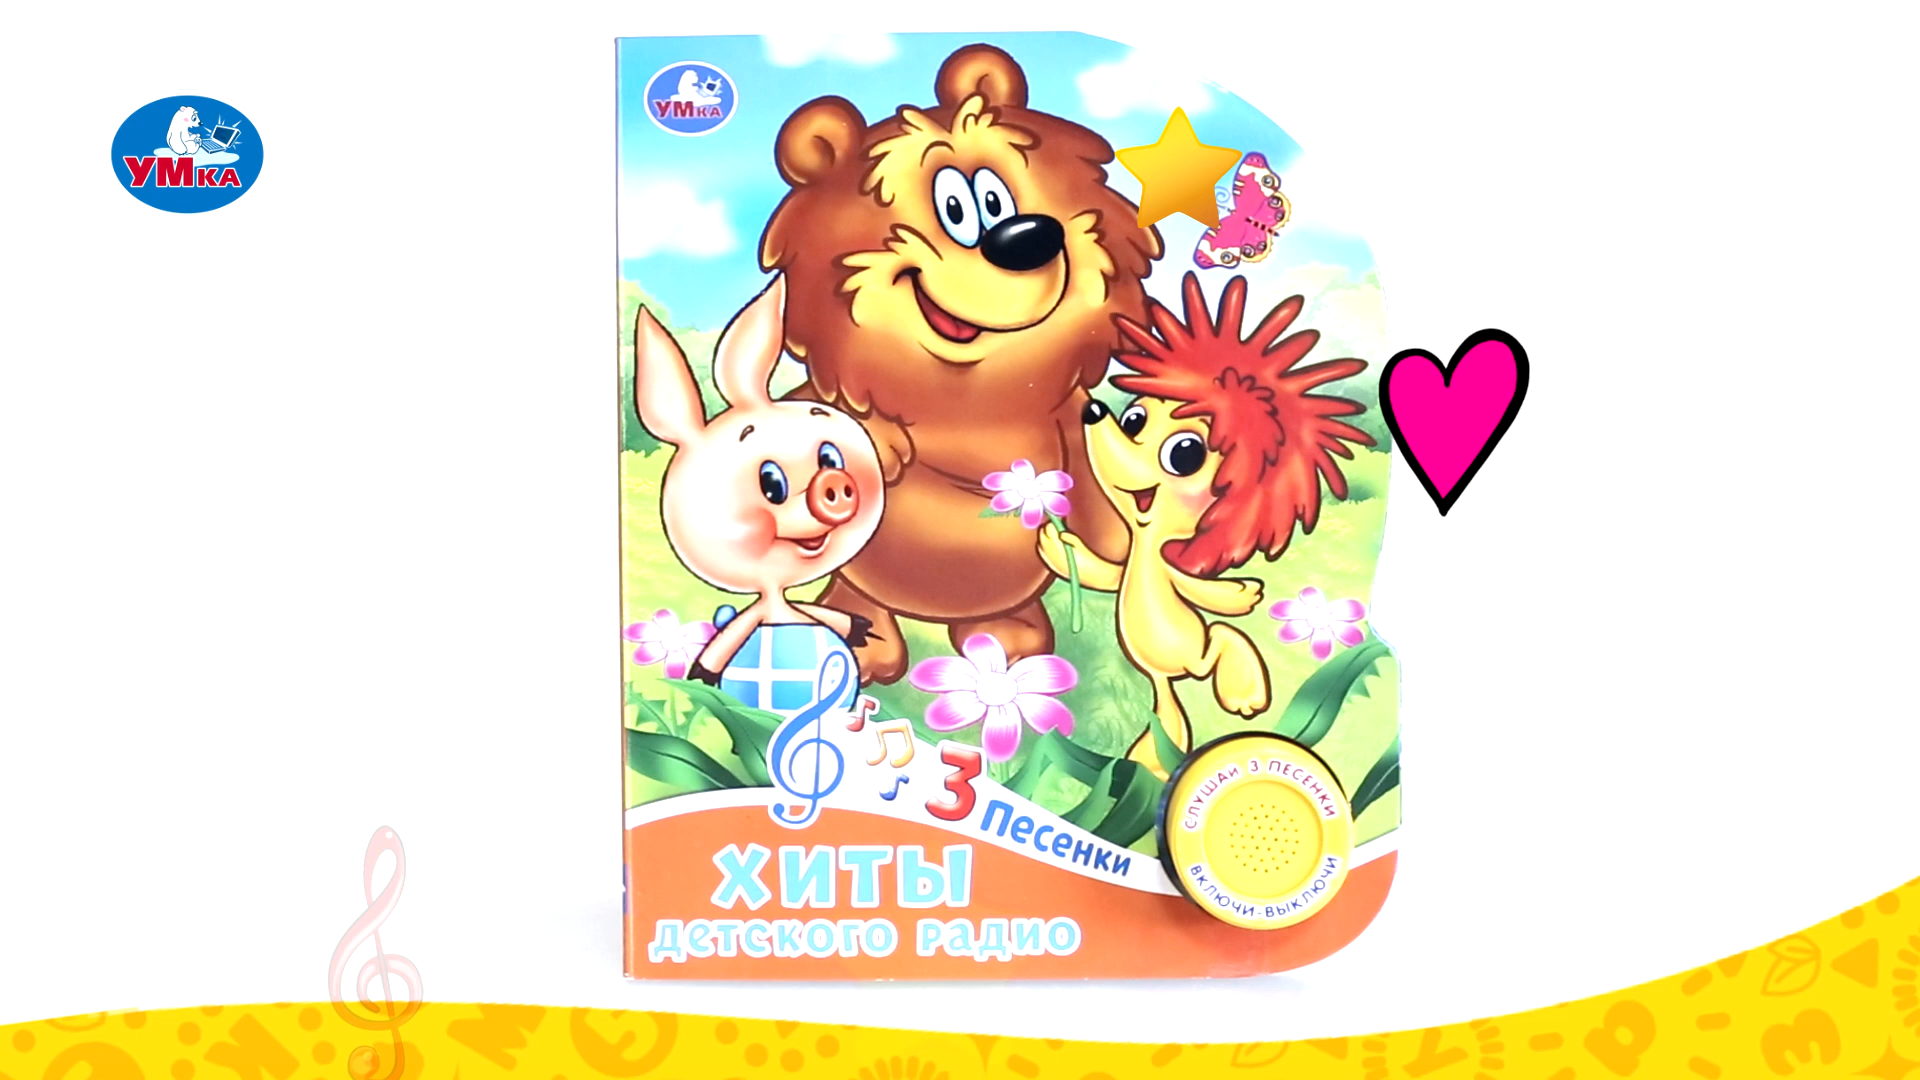 УМка
УМка
3 Песенки
ХИТЫ
детского радио
СЛУШАЙ 3 ПЕСЕНКИ
ВКЛЮЧИ-ВЫКЛЮЧИ